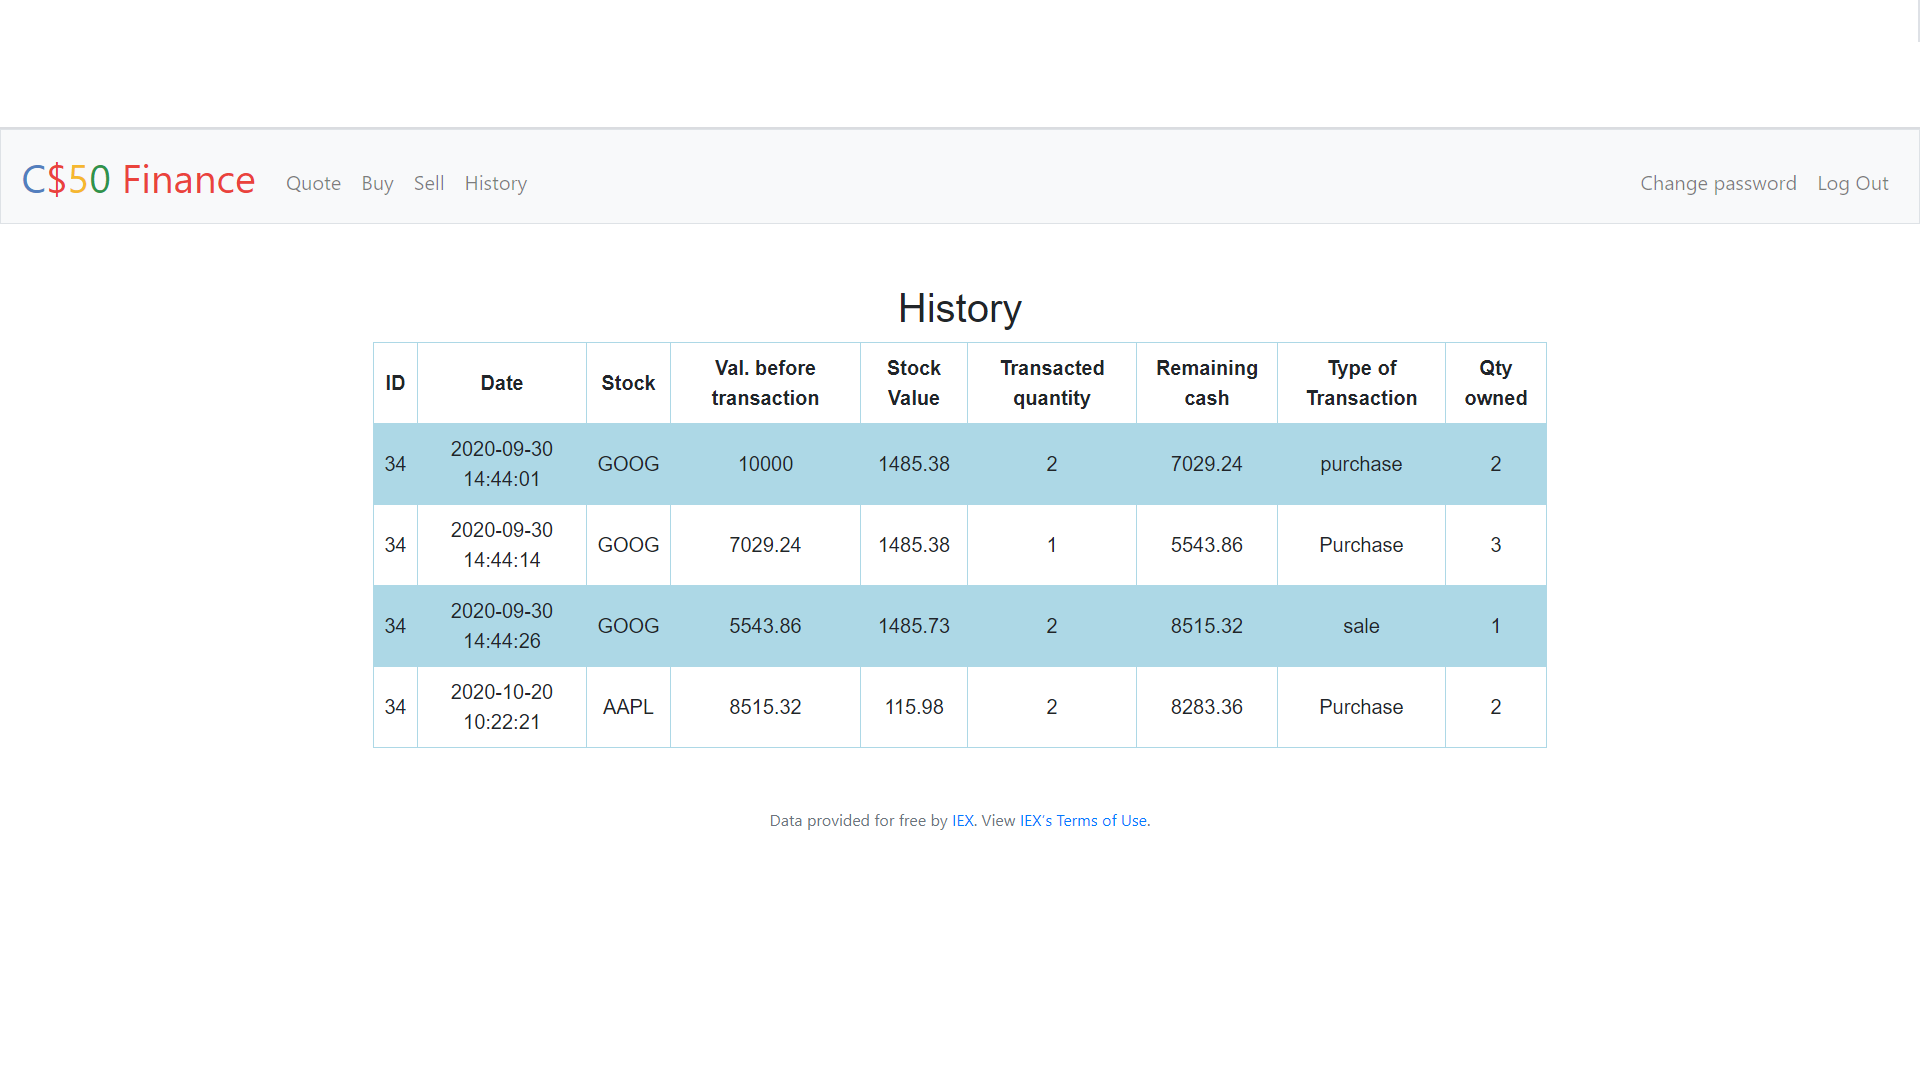 C$50 Finance Quote Buy Sell History Change password Log Out
History
ID Date Stock Val. before transaction Stock Value Transacted quantity Remaining cash Type of Transaction Qty owned
34 2020-09-30 14:44:01 GOOG 10000 1485.38 2 7029.24 purchase 2
34 2020-09-30 14:44:14 GOOG 7029.24 1485.38 1 5543.86 Purchase 3
34 2020-09-30 14:44:26 GOOG 5543.86 1485.73 2 8515.32 sale 1
34 2020-10-20 10:22:21 AAPL 8515.32 115.98 2 8283.36 Purchase 2
Data provided for free by IEX. View IEX's Terms of Use.